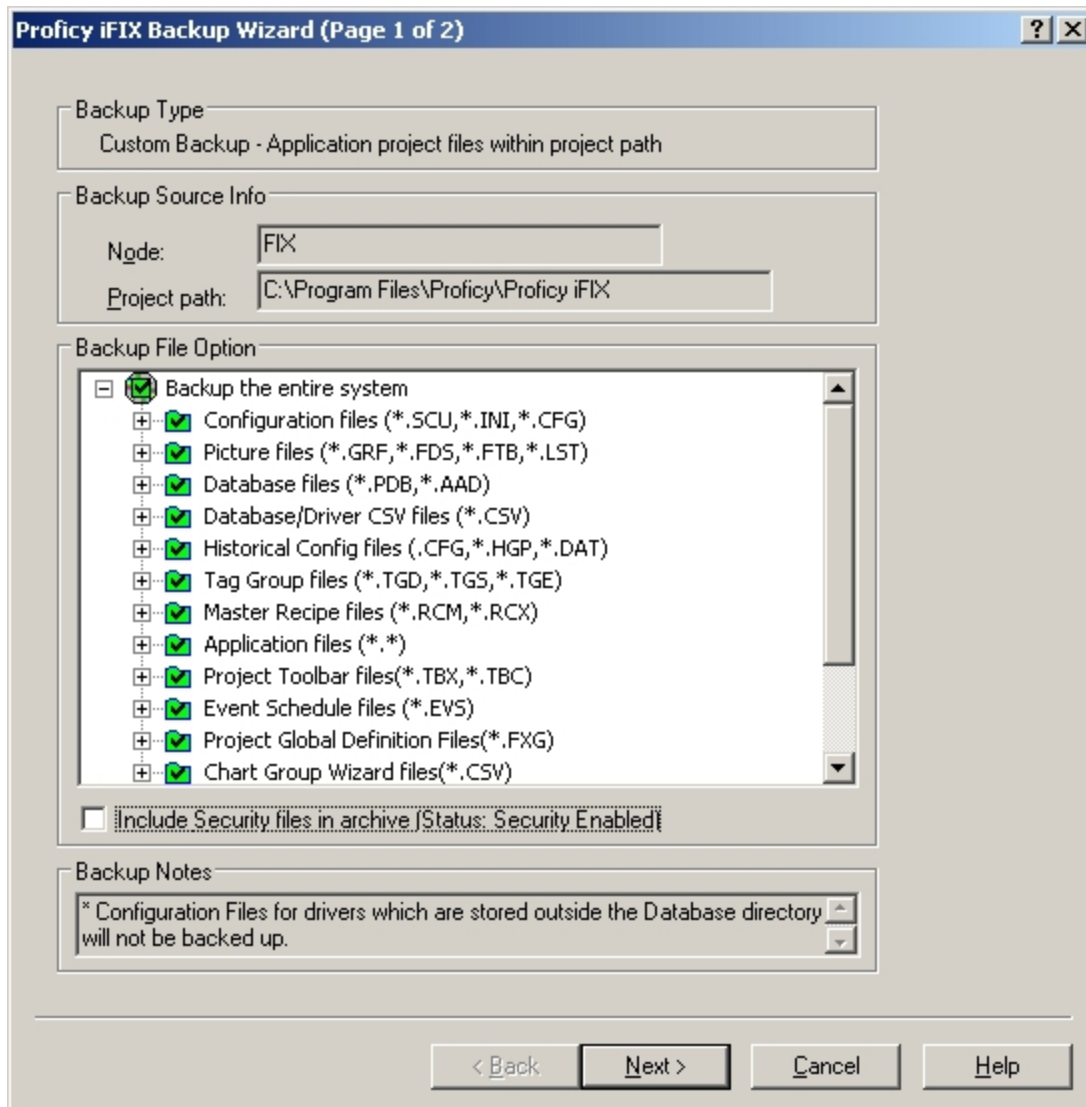 Proficy iFIX Backup Wizard (Page 1 of 2)
Backup Type
Custom Backup - Application project files within project path
Backup Source Info
Node:
FIX
Project path:
C:\Program Files\Proficy\Proficy iFIX
Backup File Option
Backup the entire system
Configuration files (*.SCU,*.INI,*.CFG)
Picture files (*.GRF,*.FDS,*.FTB,*.LST)
Database files (*.PDB,*.AAD)
Database/Driver CSV files (*.CSV)
Historical Config files (.CFG,*.HGP,*.DAT)
Tag Group files (*.TGD,*.TGS,*.TGE)
Master Recipe files (*.RCM,*.RCX)
Application files (*.*)
Project Toolbar files(*.TBX,*.TBC)
Event Schedule files (*.EVS)
Project Global Definition Files(*.FXG)
Chart Group Wizard files(*.CSV)
Include Security files in archive (Status: Security Enabled)
Backup Notes
* Configuration Files for drivers which are stored outside the Database directory
will not be backed up.
< Back
Next >
Cancel
Help